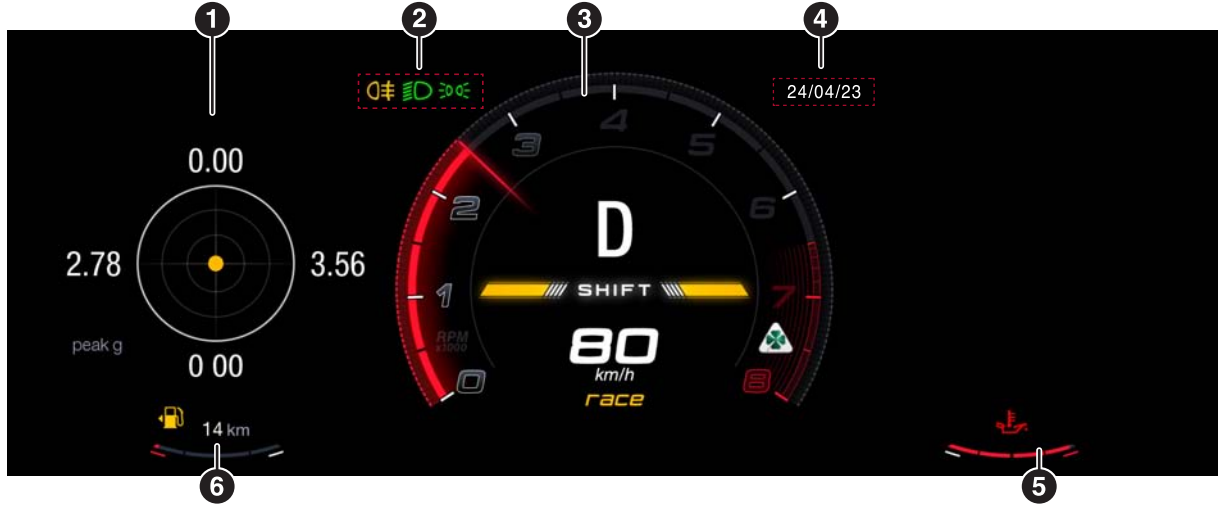 1 2 3 4
24/04/23
0.00
2.78 3.56
peak g
0 00
14 km
0 1 2 3 4 5 6 7 8
RPM
x1000
D
SHIFT
80
km/h
race
6 5